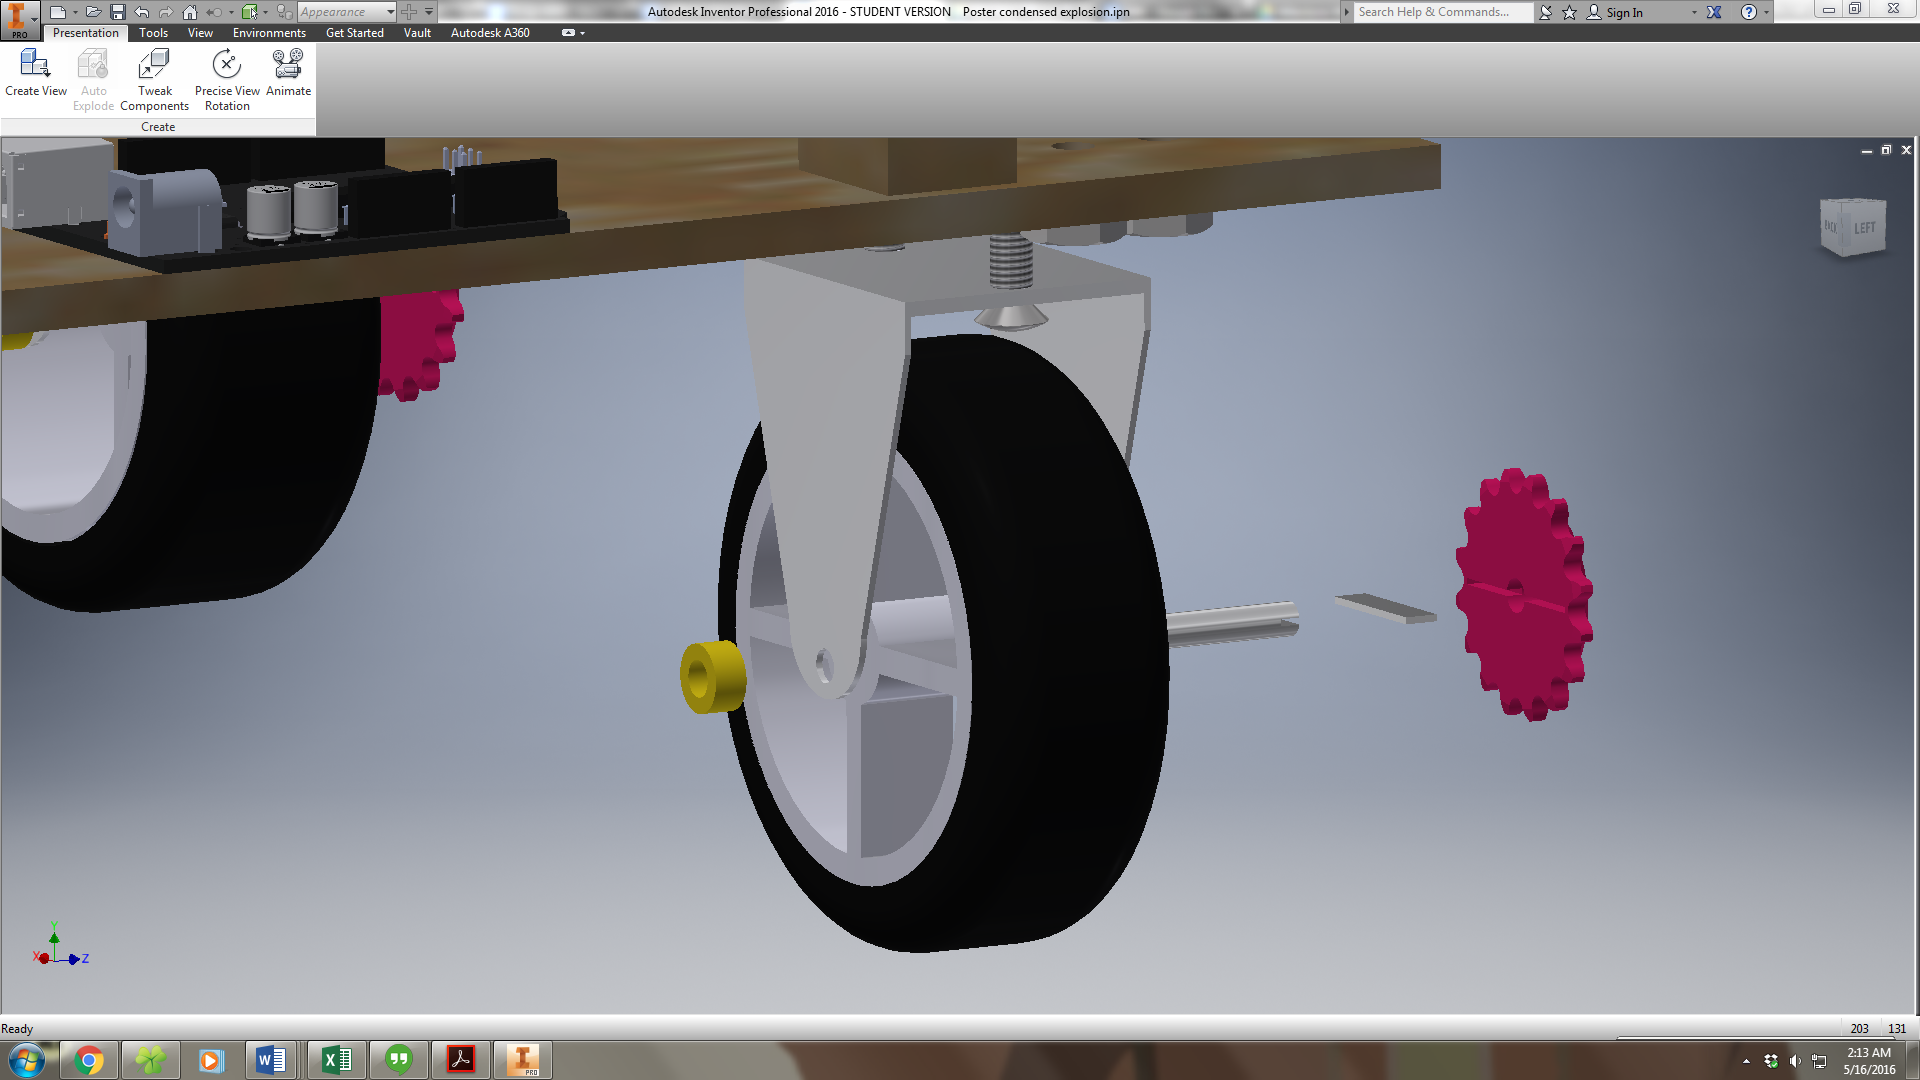 Appearance
Autodesk Inventor Professional 2016 - STUDENT VERSION Poster condensed explosion.ipn
Search Help & Commands...
Sign In
PRO
Presentation Tools View Environments Get Started Vault Autodesk A360
Create View
Auto Explode
Tweak Components
Precise View Rotation
Animate
Create
BACK
LEFT
Y
X
Z
Ready
203 131
PRO
2:13 AM
5/16/2016